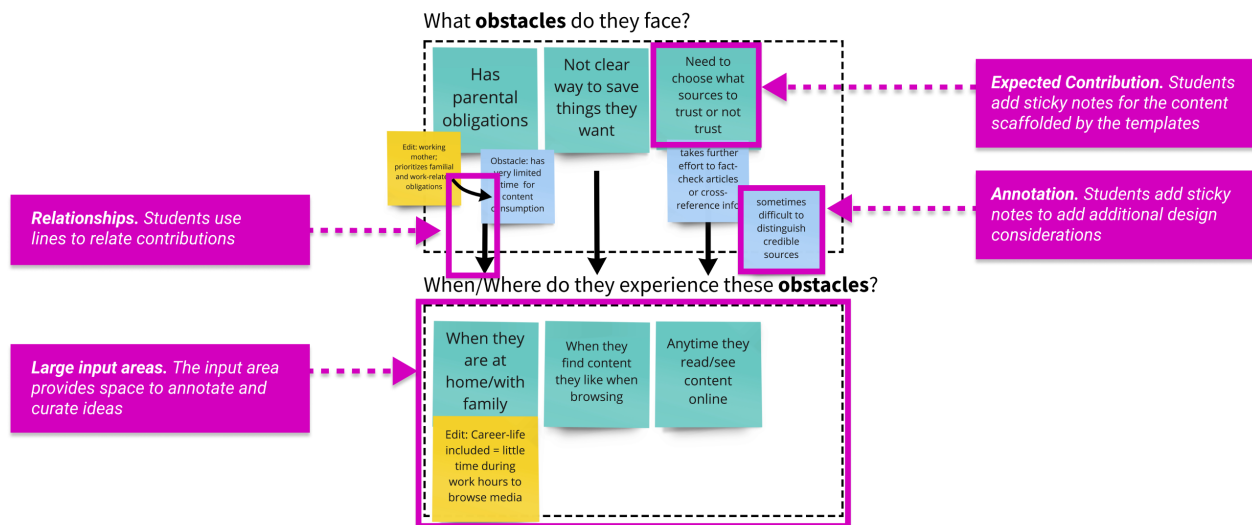 What obstacles do they face?
Has
parental
obligations
Not clear
way to save
things they
want
Need to
choose what
sources to
trust or not
trust
Expected Contribution. Students
add sticky notes for the content
scaffolded by the templates
Edit: working
mother;
prioritizes familial
and work-related
obligations
Obstacle: has
very limited
time for
content
consumption
takes further
effort to fact-
check articles
or cross-
reference info
sometimes
difficult to
distinguish
credible
sources
Annotation. Students add sticky
notes to add additional design
considerations
Relationships. Students use
lines to relate contributions
When/Where do they experience these obstacles?
When they
are at
home/with
family
When they
find content
they like when
browsing
Anytime they
read/see
content
online
Large input areas. The input area
provides space to annotate and
curate ideas
Edit: Career-life
included = little
time during
work hours to
browse media